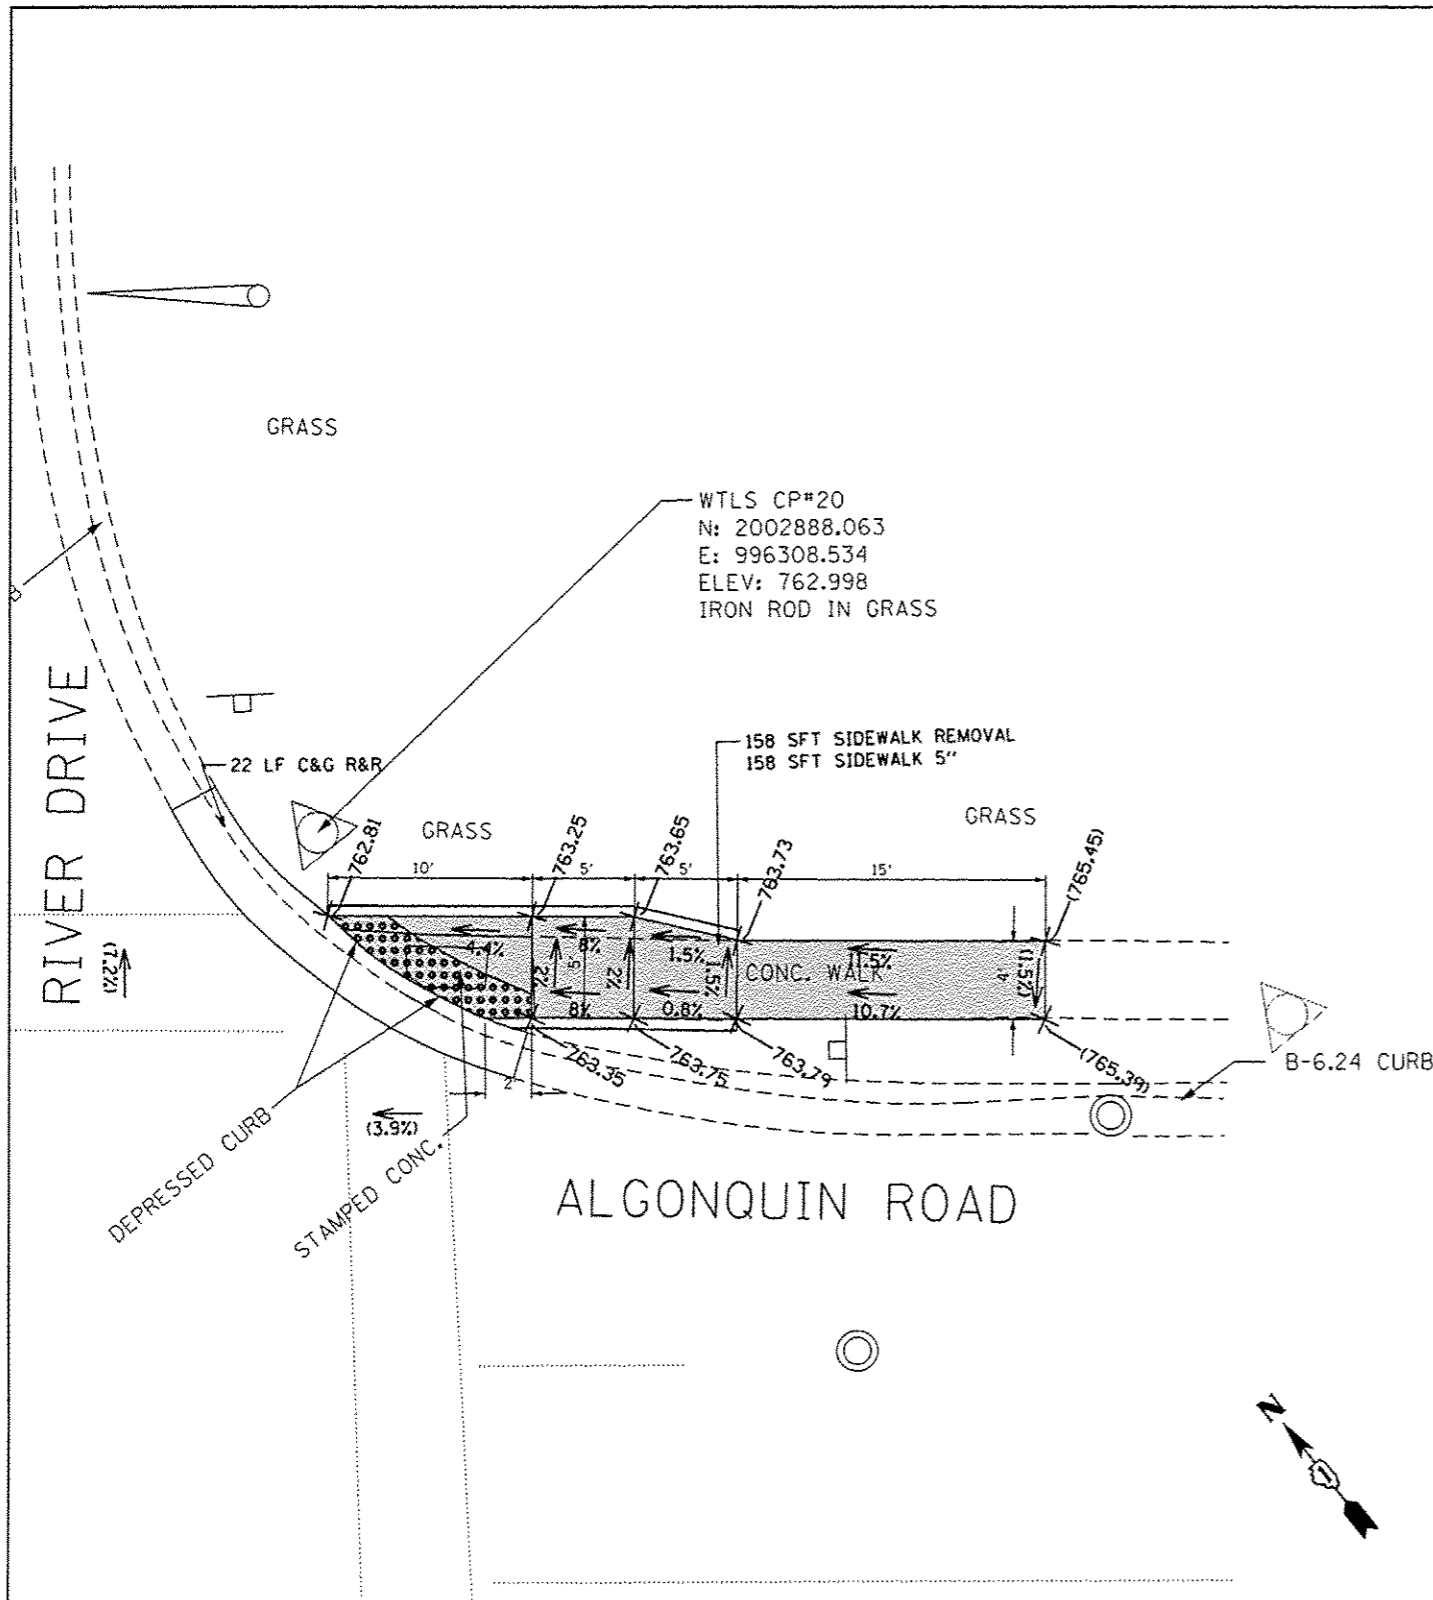 GRASS
WTLS CP#20
N: 2002888.063
E: 996308.534
ELEV: 762.998
IRON ROD IN GRASS
RIVER DRIVE
(7.2%)
22 LF C&G R&R
158 SFT SIDEWALK REMOVAL
158 SFT SIDEWALK 5"
GRASS
GRASS
762.81
763.25
763.65
763.73
(765.45)
10'
5'
5'
15'
4.4%
8%
1.5%
2%
5'
2%
1.5%
CONC. WALK
4'
(1.5%)
8%
0.8%
10.7%
763.35
763.75
763.79
(765.39)
2'
B-6.24 CURB
(3.9%)
DEPRESSED CURB
STAMPED CONC.
ALGONQUIN ROAD
N